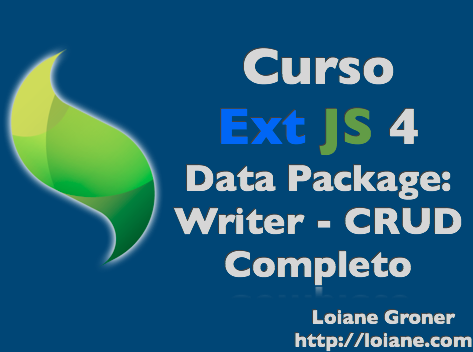 Curso
Ext JS 4
Data Package:
Writer - CRUD
Completo
Loiane Groner
http://loiane.com